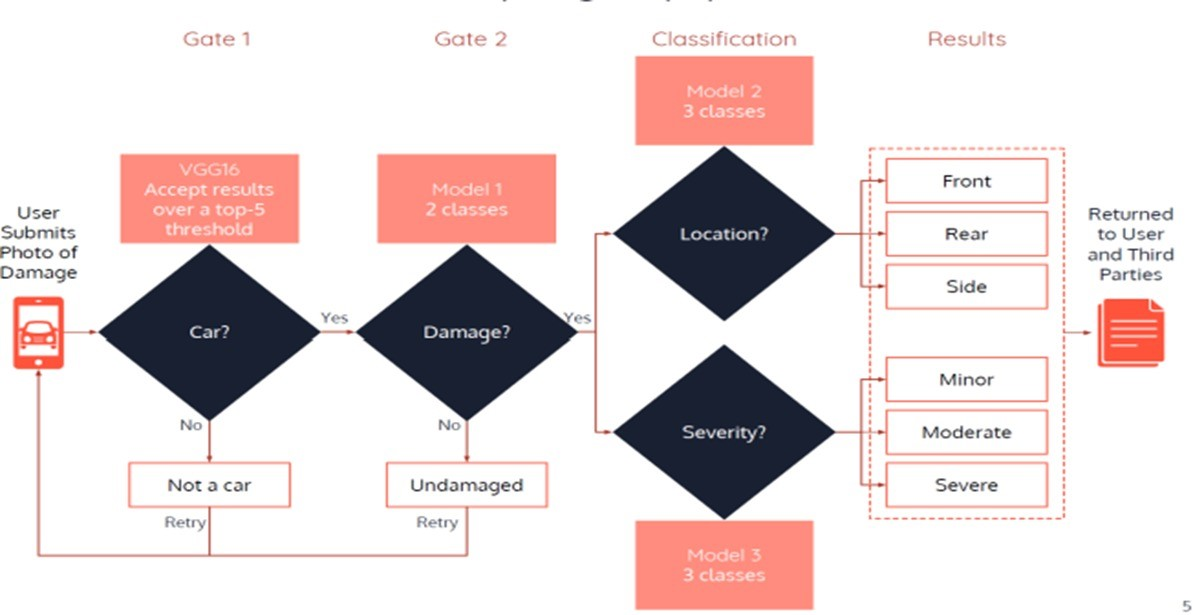 Gate 1
Gate 2
Classification
Results
User
Submits
Photo of
Damage
VGG16
Accept results
over a top-5
threshold
Car?
Yes
No
Not a car
Retry
Model 1
2 classes
Damage?
Yes
No
Undamaged
Retry
Model 2
3 classes
Location?
Severity?
Model 3
3 classes
Front
Rear
Side
Minor
Moderate
Severe
Returned
to User
and Third
Parties
5